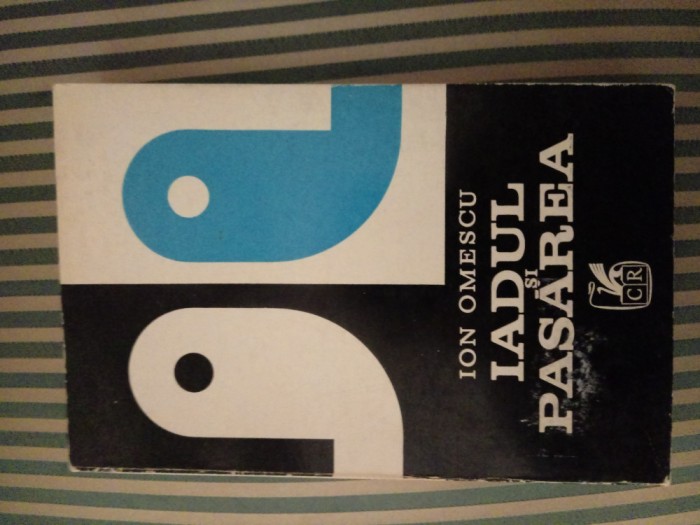 ION OMESCU
IADUL
ȘI
PASĂREA
CR